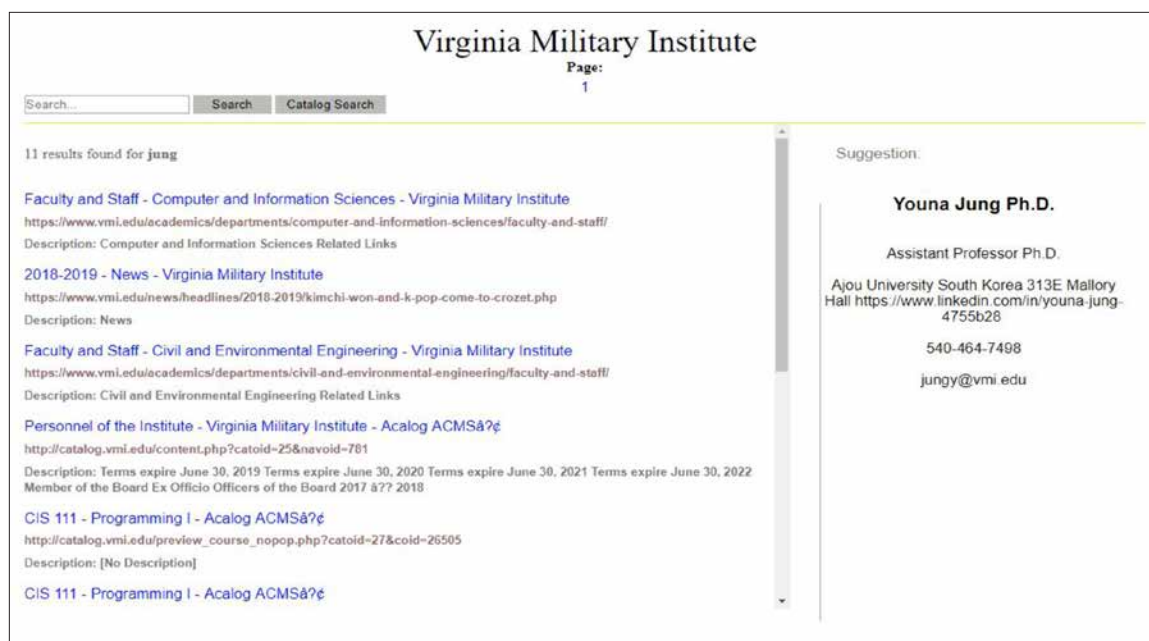 Virginia Military Institute
Page:
1
Search...
Search
Catalog Search
11 results found for jung
Faculty and Staff - Computer and Information Sciences - Virginia Military Institute
https://www.vmi.edu/academics/departments/computer-and-information-sciences/faculty-and-staff/
Description: Computer and Information Sciences Related Links
2018-2019 - News - Virginia Military Institute
https://www.vmi.edu/news/headlines/2018-2019/kimchi-won-and-k-pop-come-to-crozet.php
Description: News
Faculty and Staff - Civil and Environmental Engineering - Virginia Military Institute
https://www.vmi.edu/academics/departments/civil-and-environmental-engineering/faculty-and-staff/
Description: Civil and Environmental Engineering Related Links
Personnel of the Institute - Virginia Military Institute - Acalog ACMSâ?¢
http://catalog.vmi.edu/content.php?catoid=25&navoid=781
Description: Terms expire June 30, 2019 Terms expire June 30, 2020 Terms expire June 30, 2021 Terms expire June 30, 2022
Member of the Board Ex Officio Officers of the Board 2017 â?? 2018
CIS 111 - Programming I - Acalog ACMSâ?¢
http://catalog.vmi.edu/preview_course_nopop.php?catoid=27&coid=26505
Description: [No Description]
CIS 111 - Programming I - Acalog ACMSâ?¢
Suggestion:
Youna Jung Ph.D.
Assistant Professor Ph.D.
Ajou University South Korea 313E Mallory
Hall https://www.linkedin.com/in/youna-jung-
4755b28
540-464-7498
jungy@vmi.edu